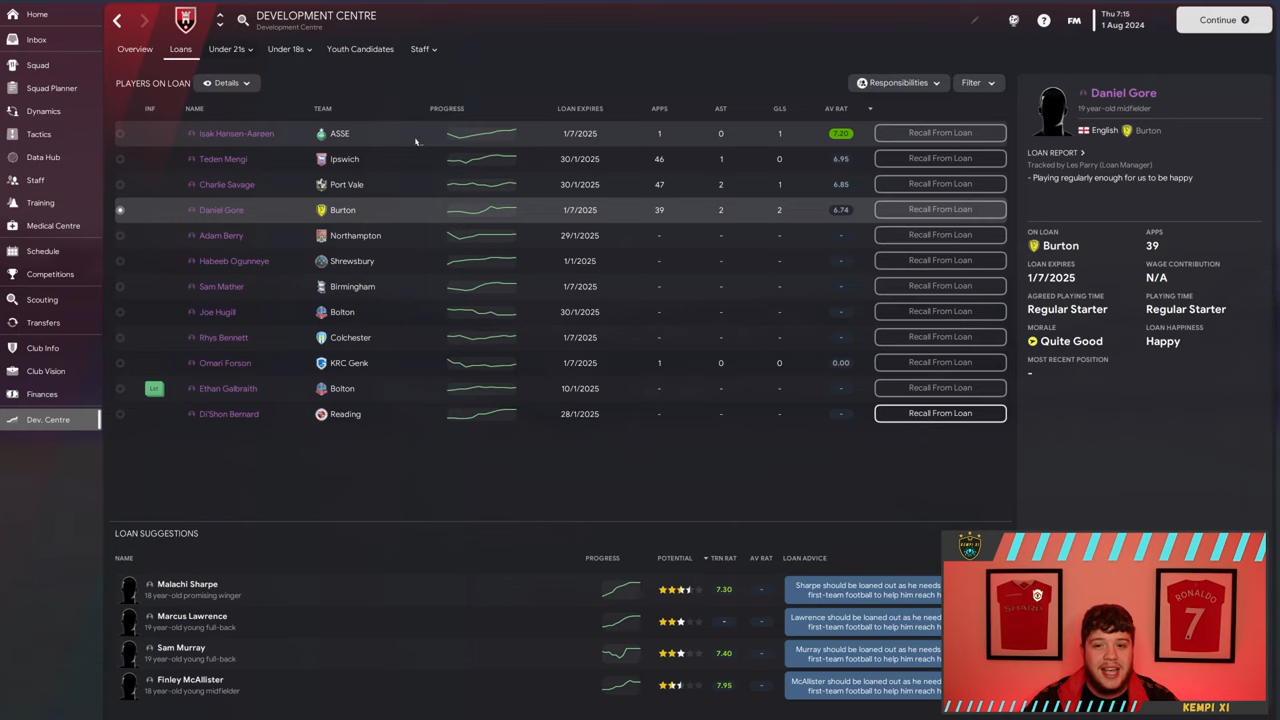 Home
Inbox
Squad
Squad Planner
Dynamics
Tactics
Data Hub
Staff
Training
Medical Centre
Schedule
Competitions
Scouting
Transfers
Club Info
Club Vision
Finances
Dev. Centre
DEVELOPMENT CENTRE
Development Centre
FM
Thu 7:15
1 Aug 2024
Continue
Overview Loans Under 21s Under 18s Youth Candidates Staff
PLAYERS ON LOAN Details Responsibilities Filter
INF NAME TEAM PROGRESS LOAN EXPIRES APPS AST GLS AV RAT
Isak Hansen-Aarøen ASSE 1/7/2025 1 0 1 7.20 Recall From Loan
Teden Mengi Ipswich 30/1/2025 46 1 0 6.95 Recall From Loan
Charlie Savage Port Vale 30/1/2025 47 2 1 6.85 Recall From Loan
Daniel Gore Burton 1/7/2025 39 2 2 6.74 Recall From Loan
Adam Berry Northampton 29/1/2025 - - - - Recall From Loan
Habeeb Ogunneye Shrewsbury 1/1/2025 - - - - Recall From Loan
Sam Mather Birmingham 1/7/2025 - - - - Recall From Loan
Joe Hugill Bolton 30/1/2025 - - - - Recall From Loan
Rhys Bennett Colchester 1/7/2025 - - - - Recall From Loan
Omari Forson KRC Genk 1/7/2025 1 0 0 0.00 Recall From Loan
Lst Ethan Galbraith Bolton 10/1/2025 - - - - Recall From Loan
Di'Shon Bernard Reading 28/1/2025 - - - - Recall From Loan
Daniel Gore
19 year-old midfielder
English Burton
LOAN REPORT
Tracked by Les Parry (Loan Manager)
- Playing regularly enough for us to be happy
ON LOAN APPS
Burton 39
LOAN EXPIRES WAGE CONTRIBUTION
1/7/2025 N/A
AGREED PLAYING TIME PLAYING TIME
Regular Starter Regular Starter
MORALE LOAN HAPPINESS
Quite Good Happy
MOST RECENT POSITION
-
LOAN SUGGESTIONS
NAME PROGRESS POTENTIAL TRN RAT AV RAT LOAN ADVICE
Malachi Sharpe 7.30 -
18 year-old promising winger
Sharpe should be loaned out as he needs
first-team football to help him reach h
Marcus Lawrence - -
19 year-old young full-back
Lawrence should be loaned out as he needs
first-team football to help him reach h
Sam Murray 7.40 -
19 year-old young full-back
Murray should be loaned out as he needs
first-team football to help him reach h
Finley McAllister 7.95 -
18 year-old young midfielder
McAllister should be loaned out as he needs
first-team football to help him reach h
KEMPI XI
SHARP
RONALDO
7
KEMPI XI